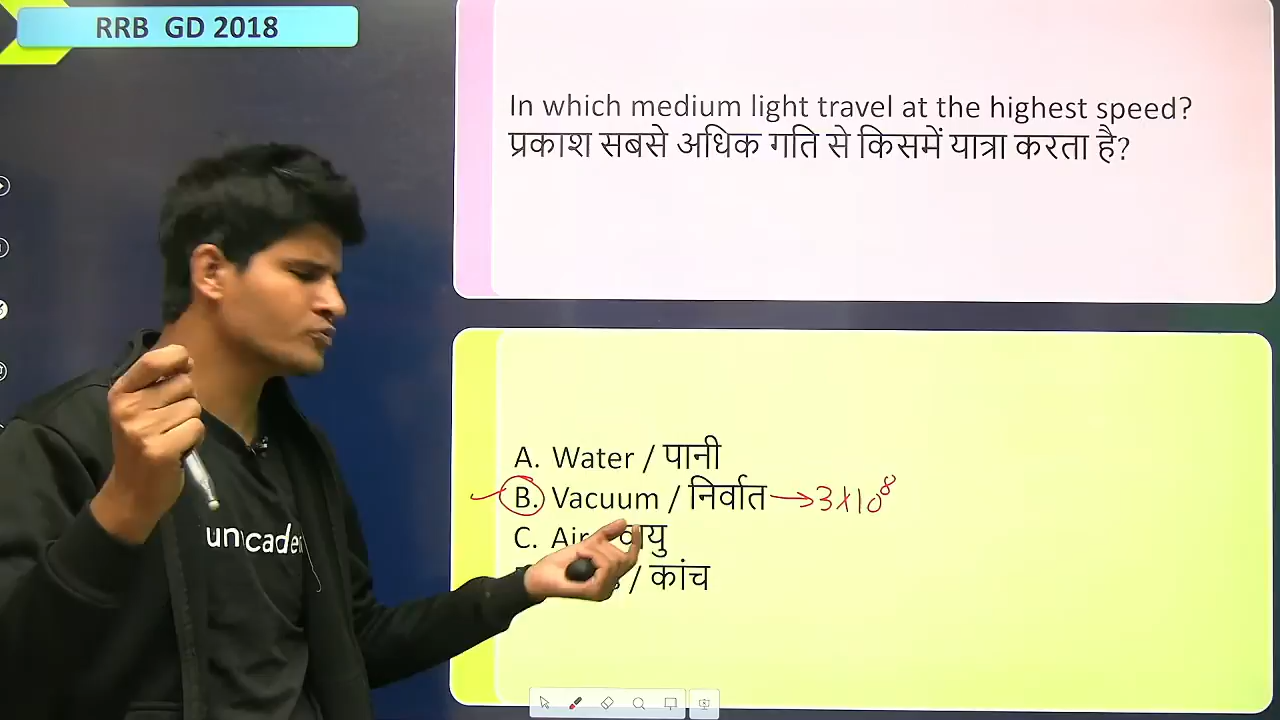 RRB GD 2018
In which medium light travel at the highest speed?
प्रकाश सबसे अधिक गति से किसमें यात्रा करता है?
A. Water / पानी
B. Vacuum / निर्वात → 3×10⁸
C. Air वायु
/ कांच
unacade